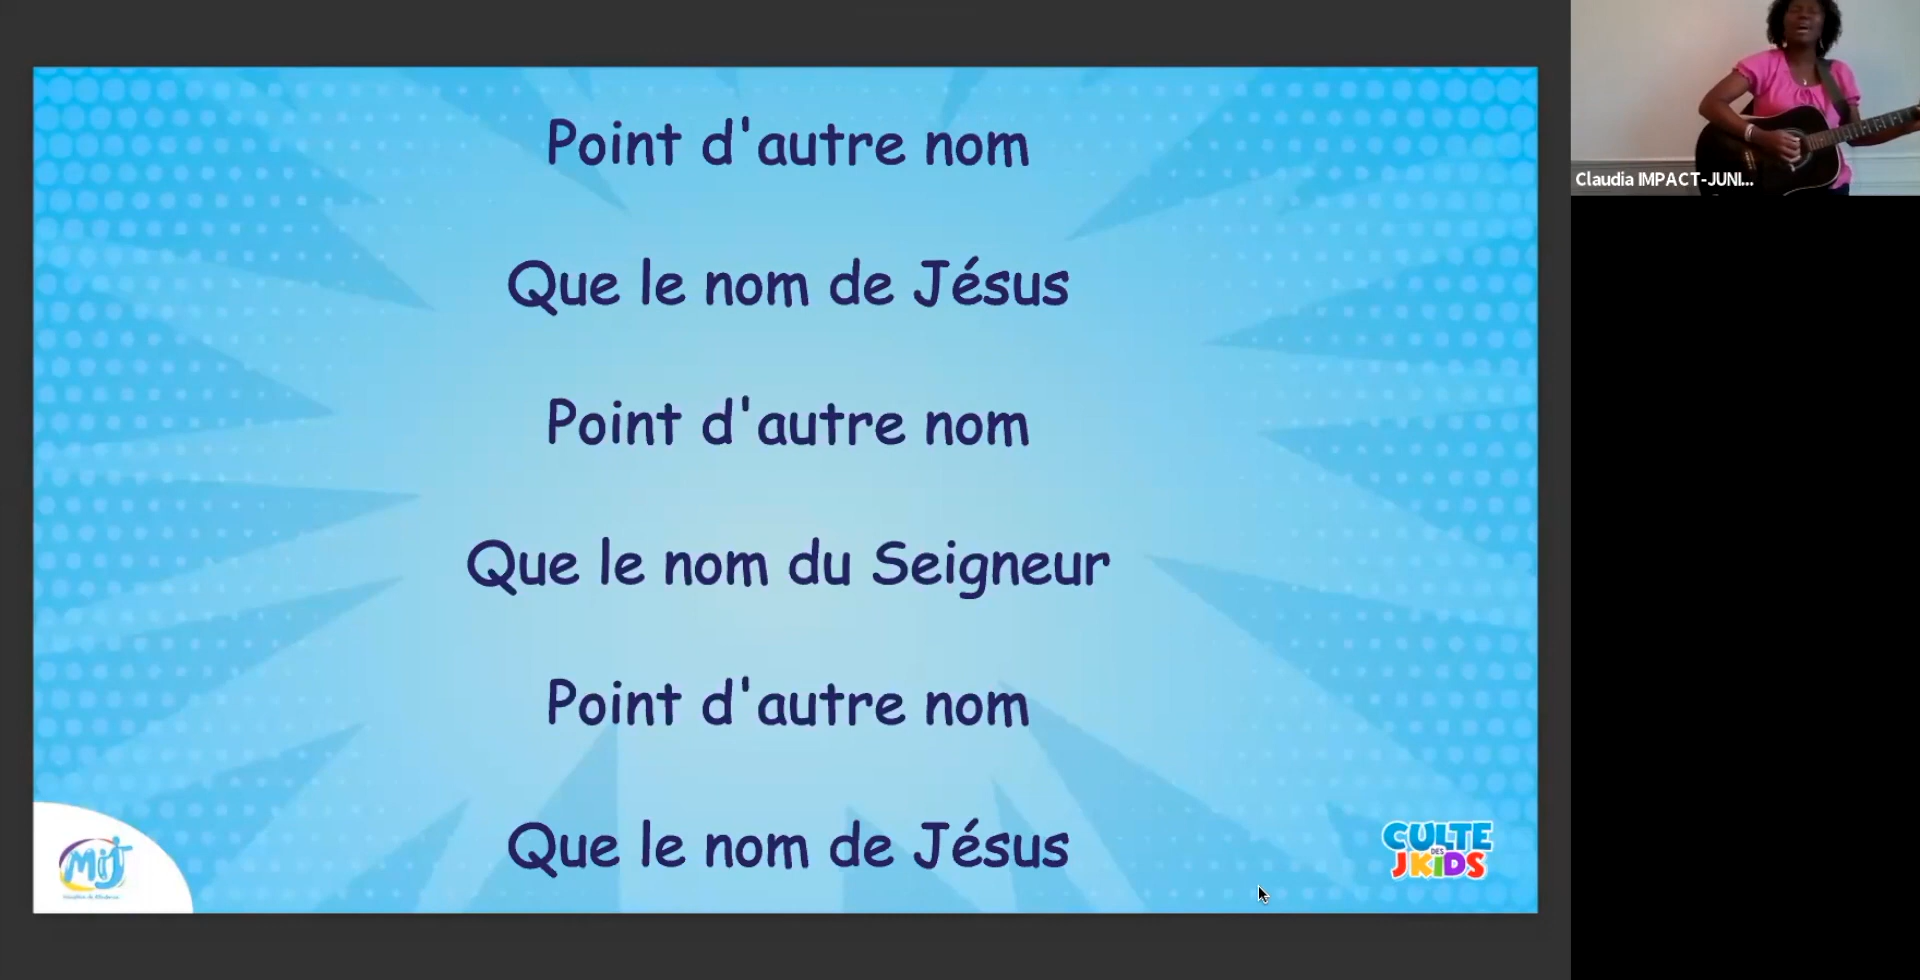 Point d'autre nom
Que le nom de Jésus
Point d'autre nom
Que le nom du Seigneur
Point d'autre nom
Que le nom de Jésus
MIJ
CULTE
DES
JKIDS
Claudia IMPACT-JUNI...